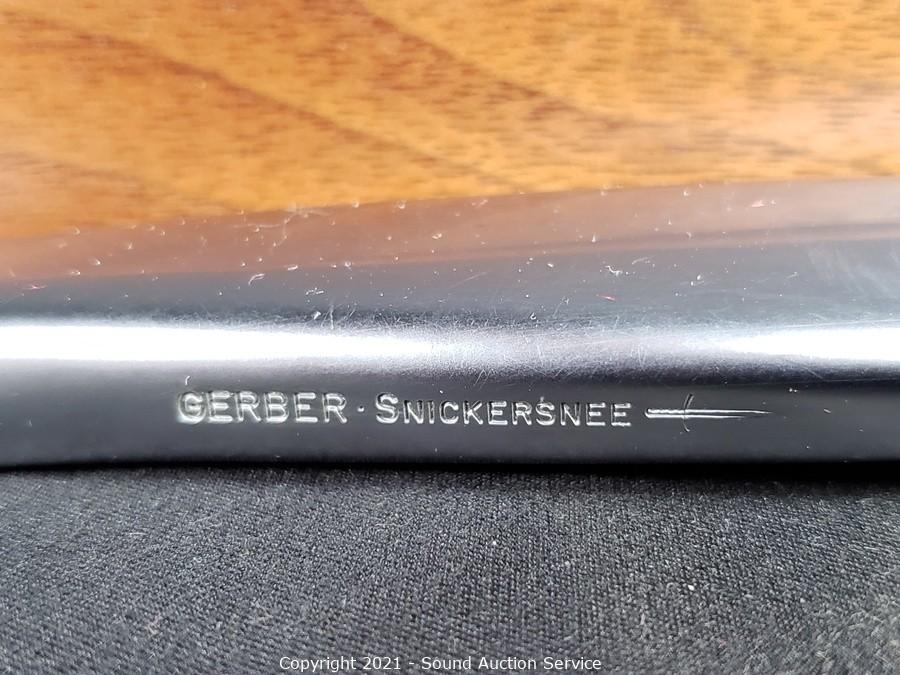 GERBER · SNICKERSNEE
Copyright 2021 - Sound Auction Service